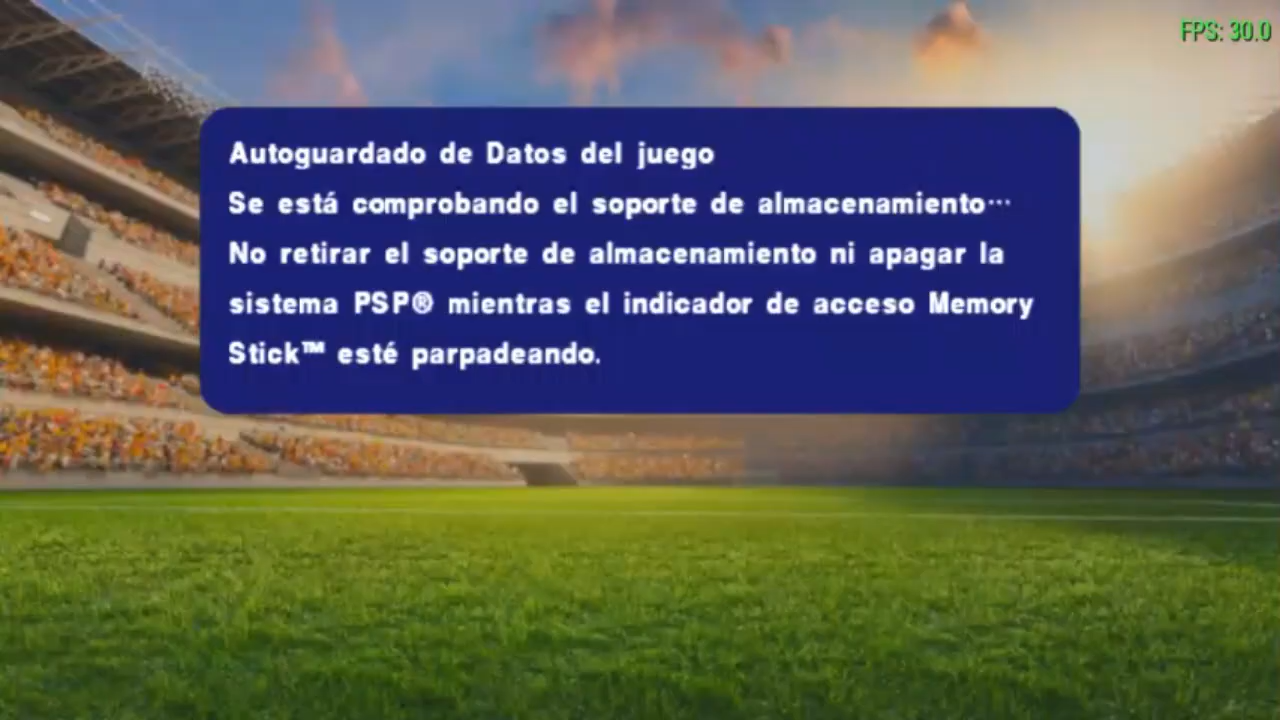 FPS: 30.0
Autoguardado de Datos del juego
Se está comprobando el soporte de almacenamiento…
No retirar el soporte de almacenamiento ni apagar la
sistema PSP® mientras el indicador de acceso Memory
Stick™ esté parpadeando.